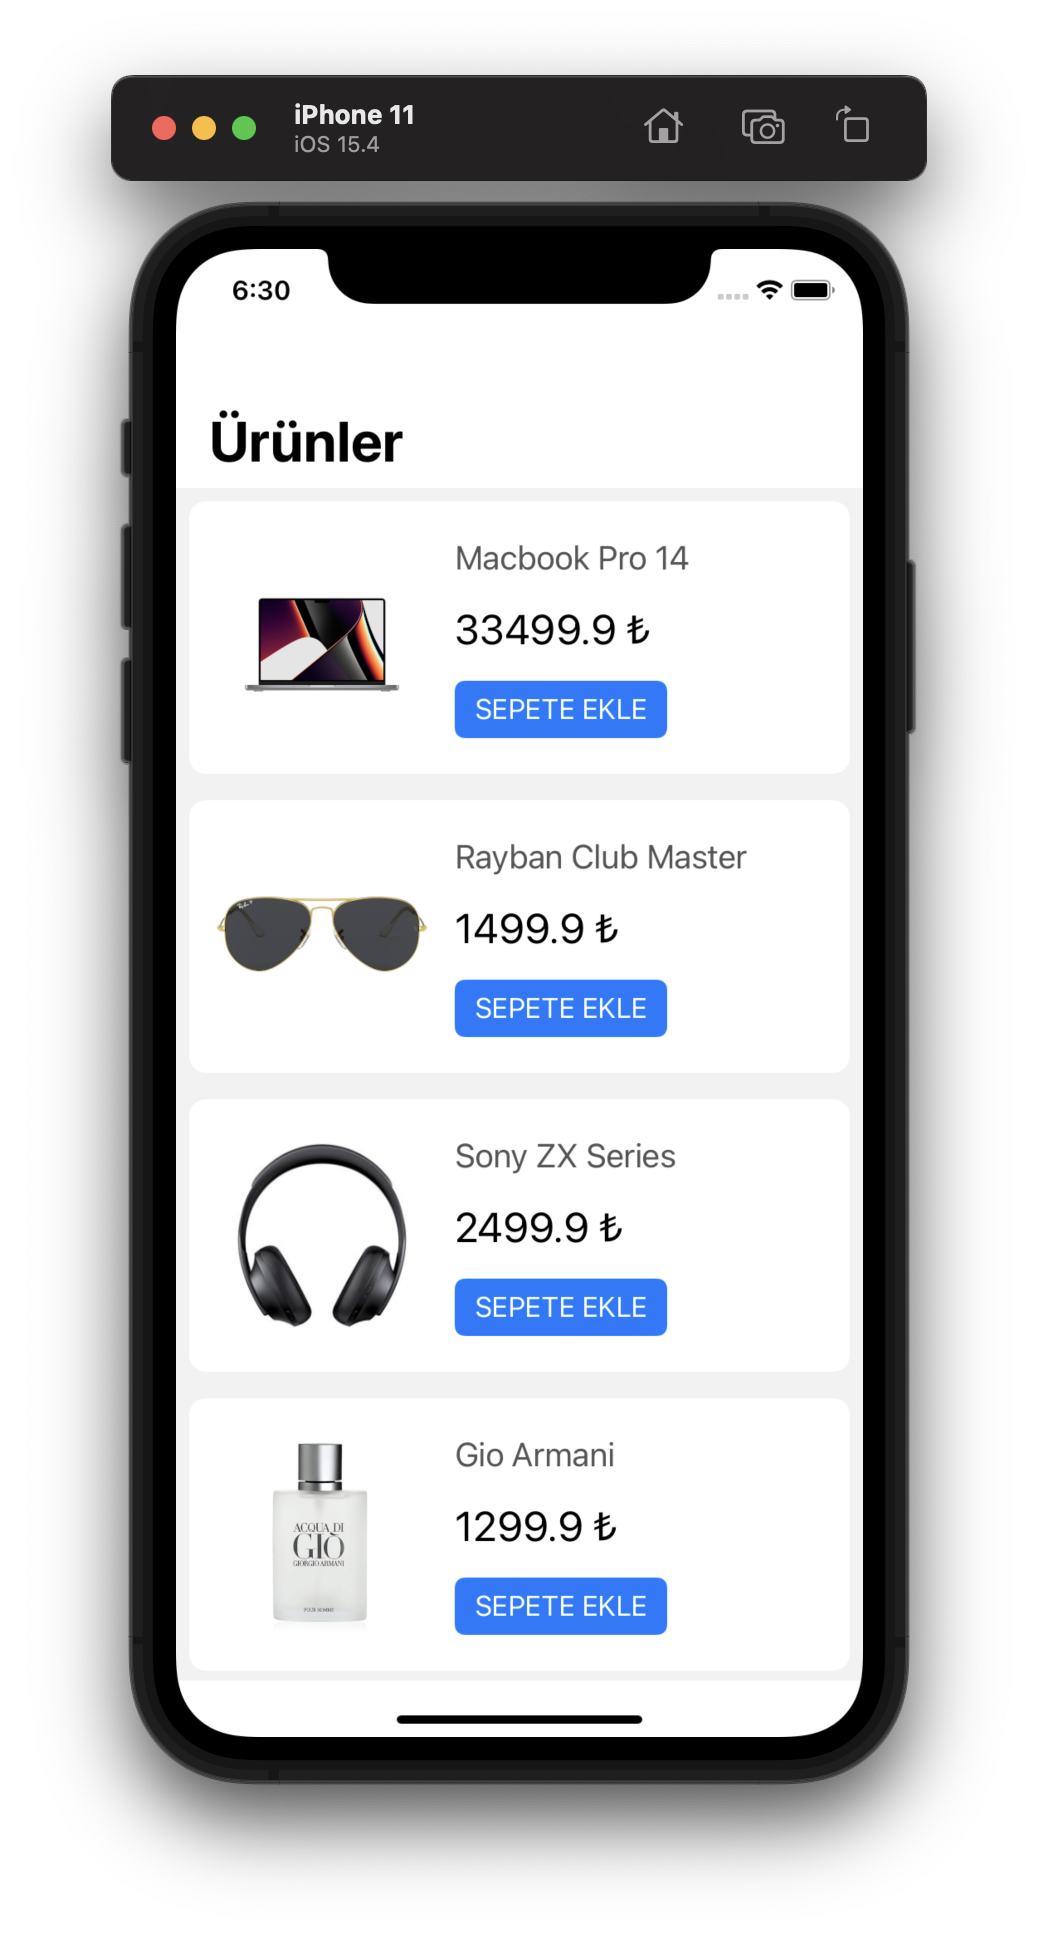 iPhone 11
iOS 15.4
6:30
Ürünler
Macbook Pro 14
33499.9 ₺
SEPETE EKLE
Rayban Club Master
1499.9 ₺
SEPETE EKLE
Sony ZX Series
2499.9 ₺
SEPETE EKLE
Gio Armani
1299.9 ₺
SEPETE EKLE
ACQUA DI
GIÒ
GIORGIO ARMANI
POUR HOMME